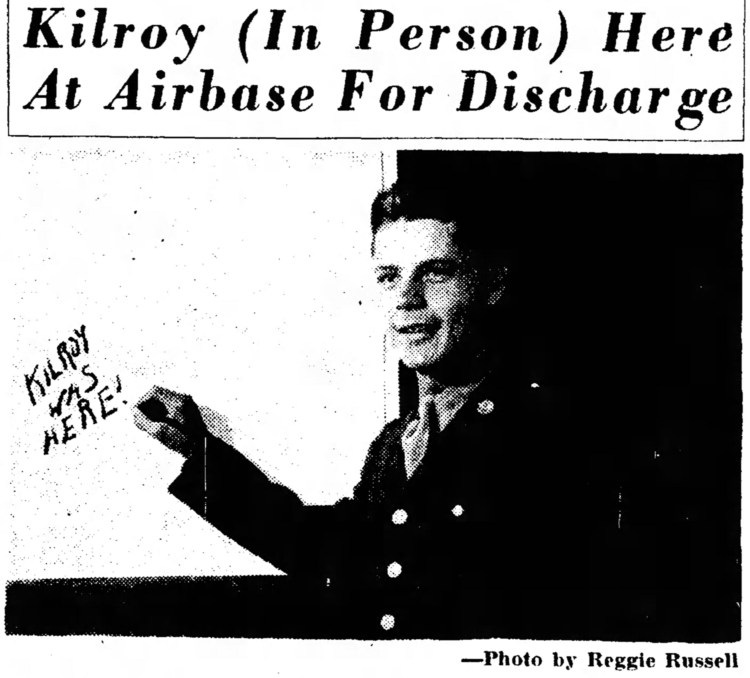 Kilroy (In Person) Here
At Airbase For Discharge
KILROY
WAS
HERE!
—Photo by Reggie Russell